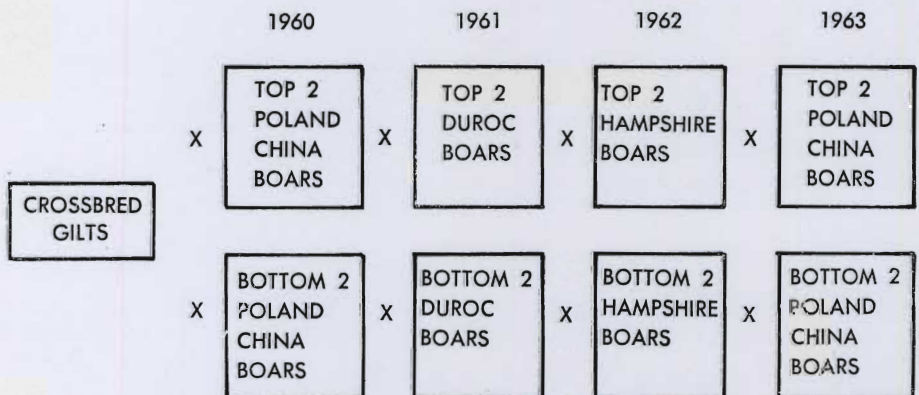 1960 1961 1962 1963
X
TOP 2
POLAND
CHINA
BOARS
X
TOP 2
DUROC
BOARS
X
TOP 2
HAMPSHIRE
BOARS
X
TOP 2
POLAND
CHINA
BOARS
CROSSBRED
GILTS
X
BOTTOM 2
POLAND
CHINA
BOARS
X
BOTTOM 2
DUROC
BOARS
X
BOTTOM 2
HAMPSHIRE
BOARS
X
BOTTOM 2
POLAND
CHINA
BOARS